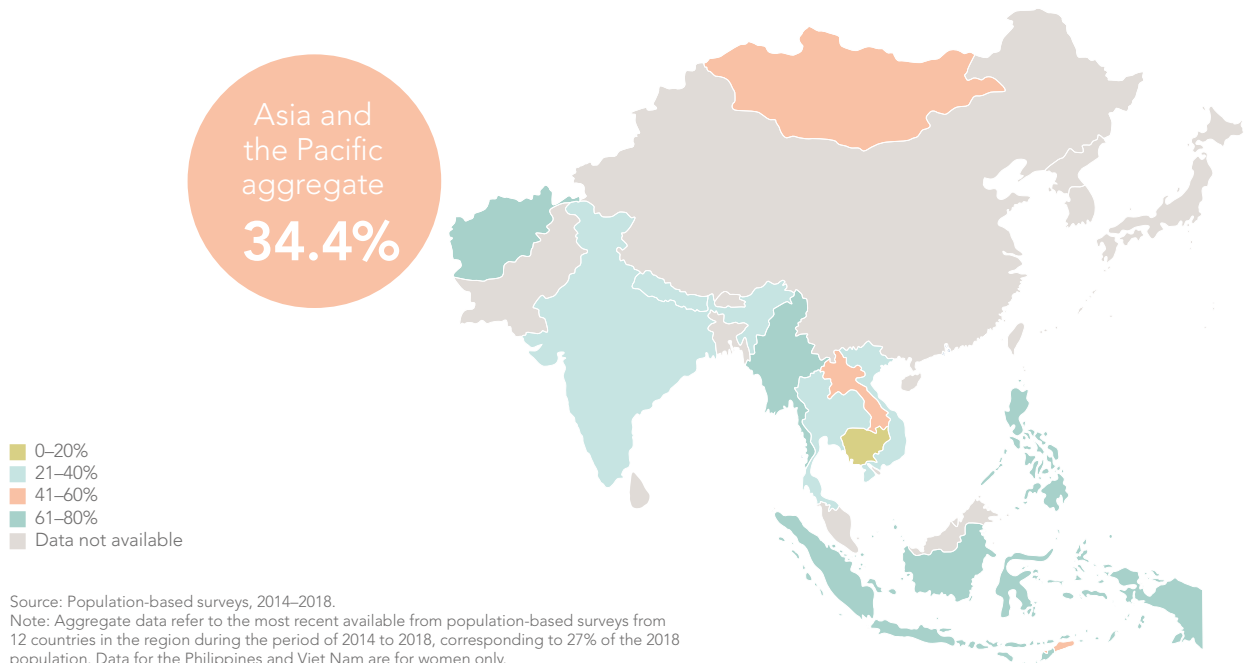 Asia and
the Pacific
aggregate
34.4%
0–20%
21–40%
41–60%
61–80%
Data not available
Source: Population-based surveys, 2014–2018.
Note: Aggregate data refer to the most recent available from population-based surveys from
12 countries in the region during the period of 2014 to 2018, corresponding to 27% of the 2018
population. Data for the Philippines and Viet Nam are for women only.